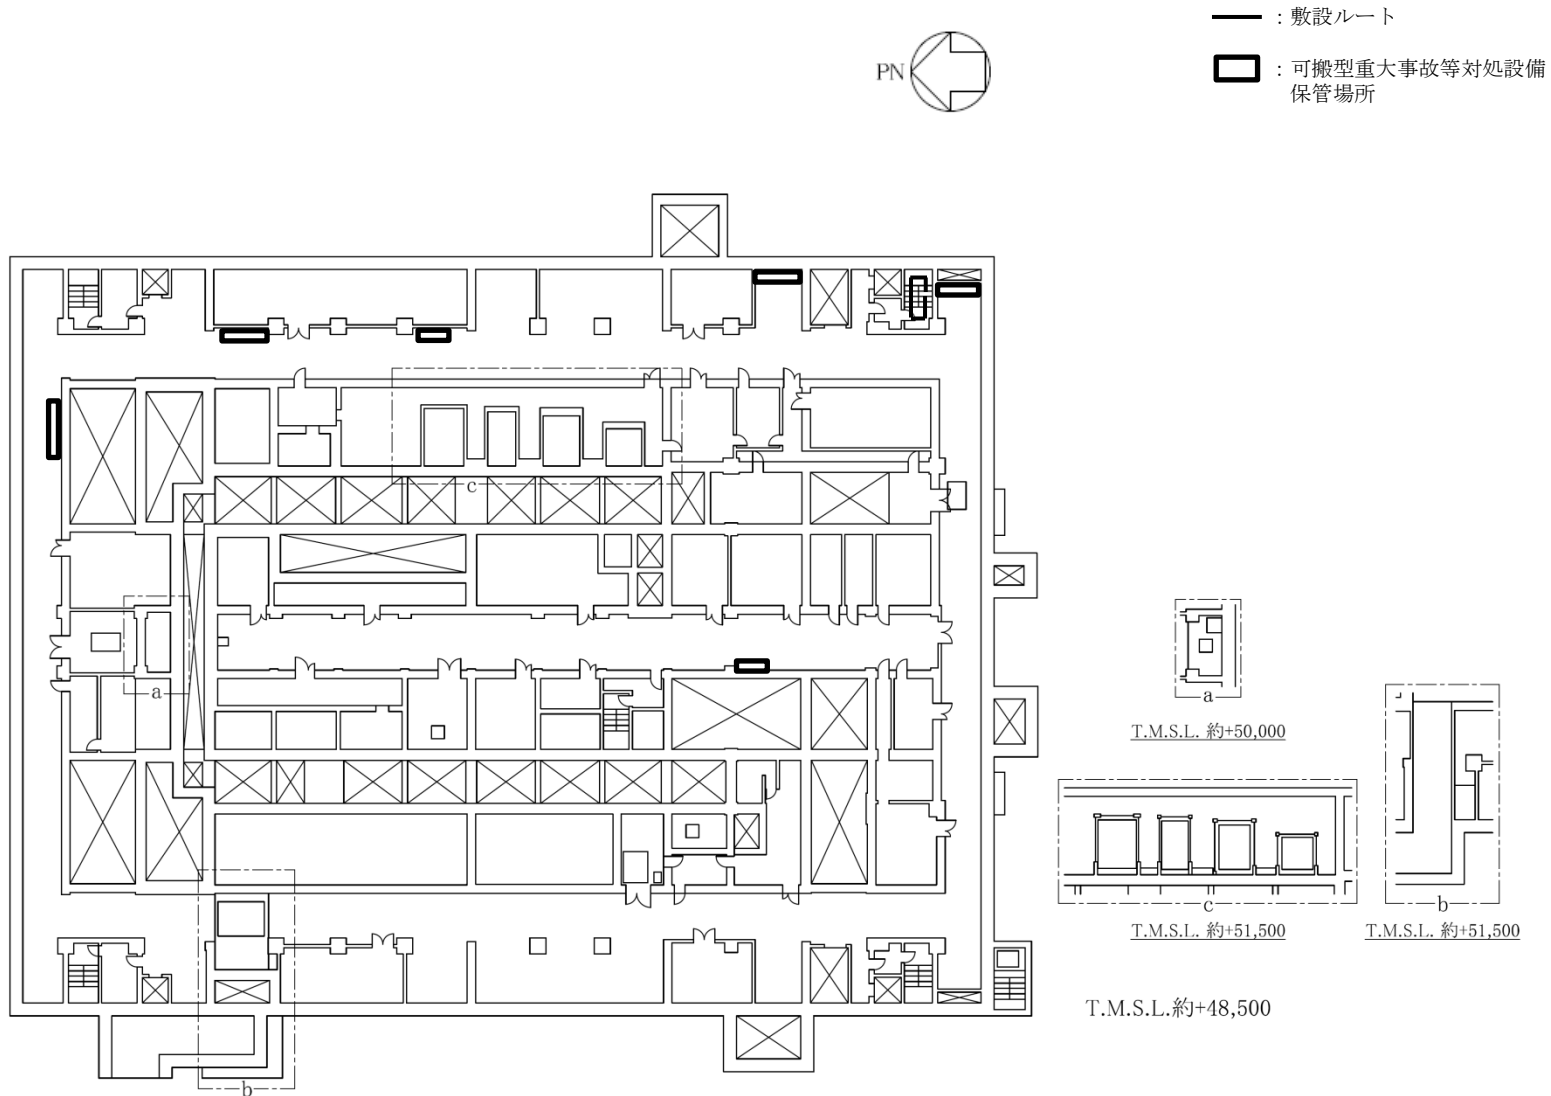 ：敷設ルート
：可搬型重大事故等対処設備
保管場所
PN
c
a
b
a
T.M.S.L. 約+50,000
c
T.M.S.L. 約+51,500
b
T.M.S.L. 約+51,500
T.M.S.L.約+48,500